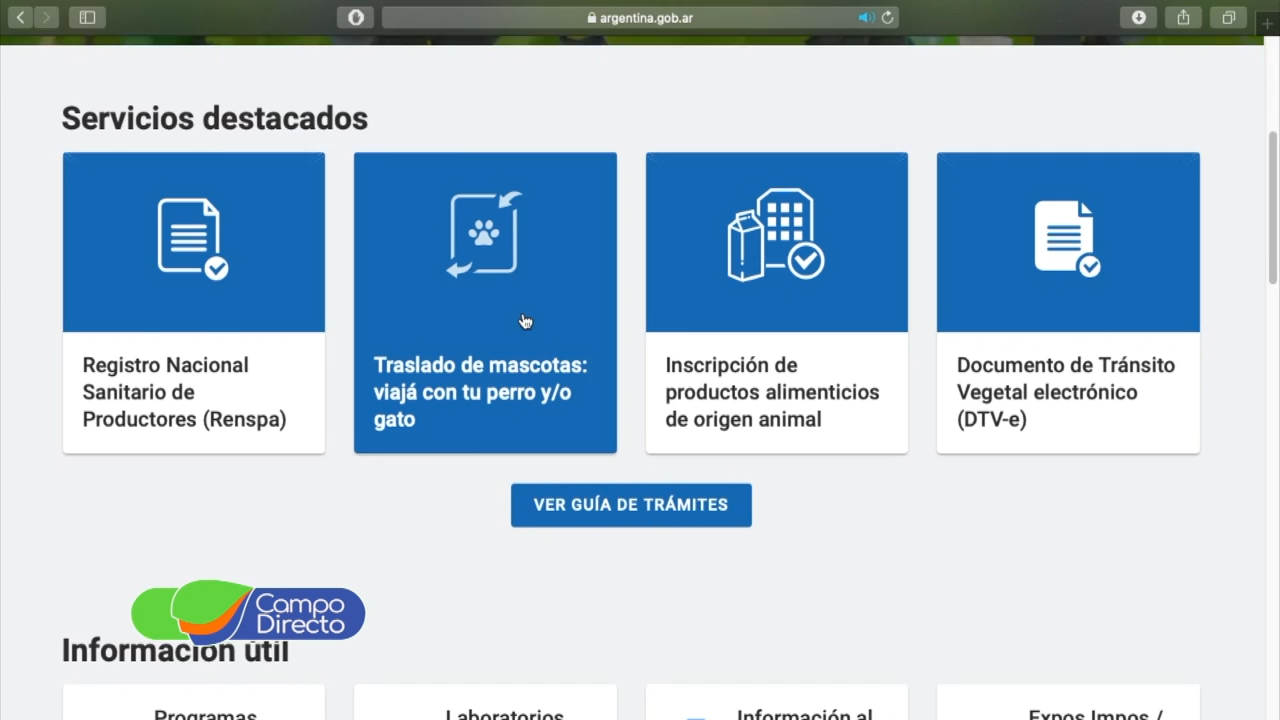 argentina.gob.ar
Servicios destacados
Registro Nacional
Sanitario de
Productores (Renspa)
Traslado de mascotas:
viajá con tu perro y/o
gato
Inscripción de
productos alimenticios
de origen animal
Documento de Tránsito
Vegetal electrónico
(DTV-e)
VER GUÍA DE TRÁMITES
Campo
Directo
Información útil
Programas
Laboratorios
Información al
Expos Impos /